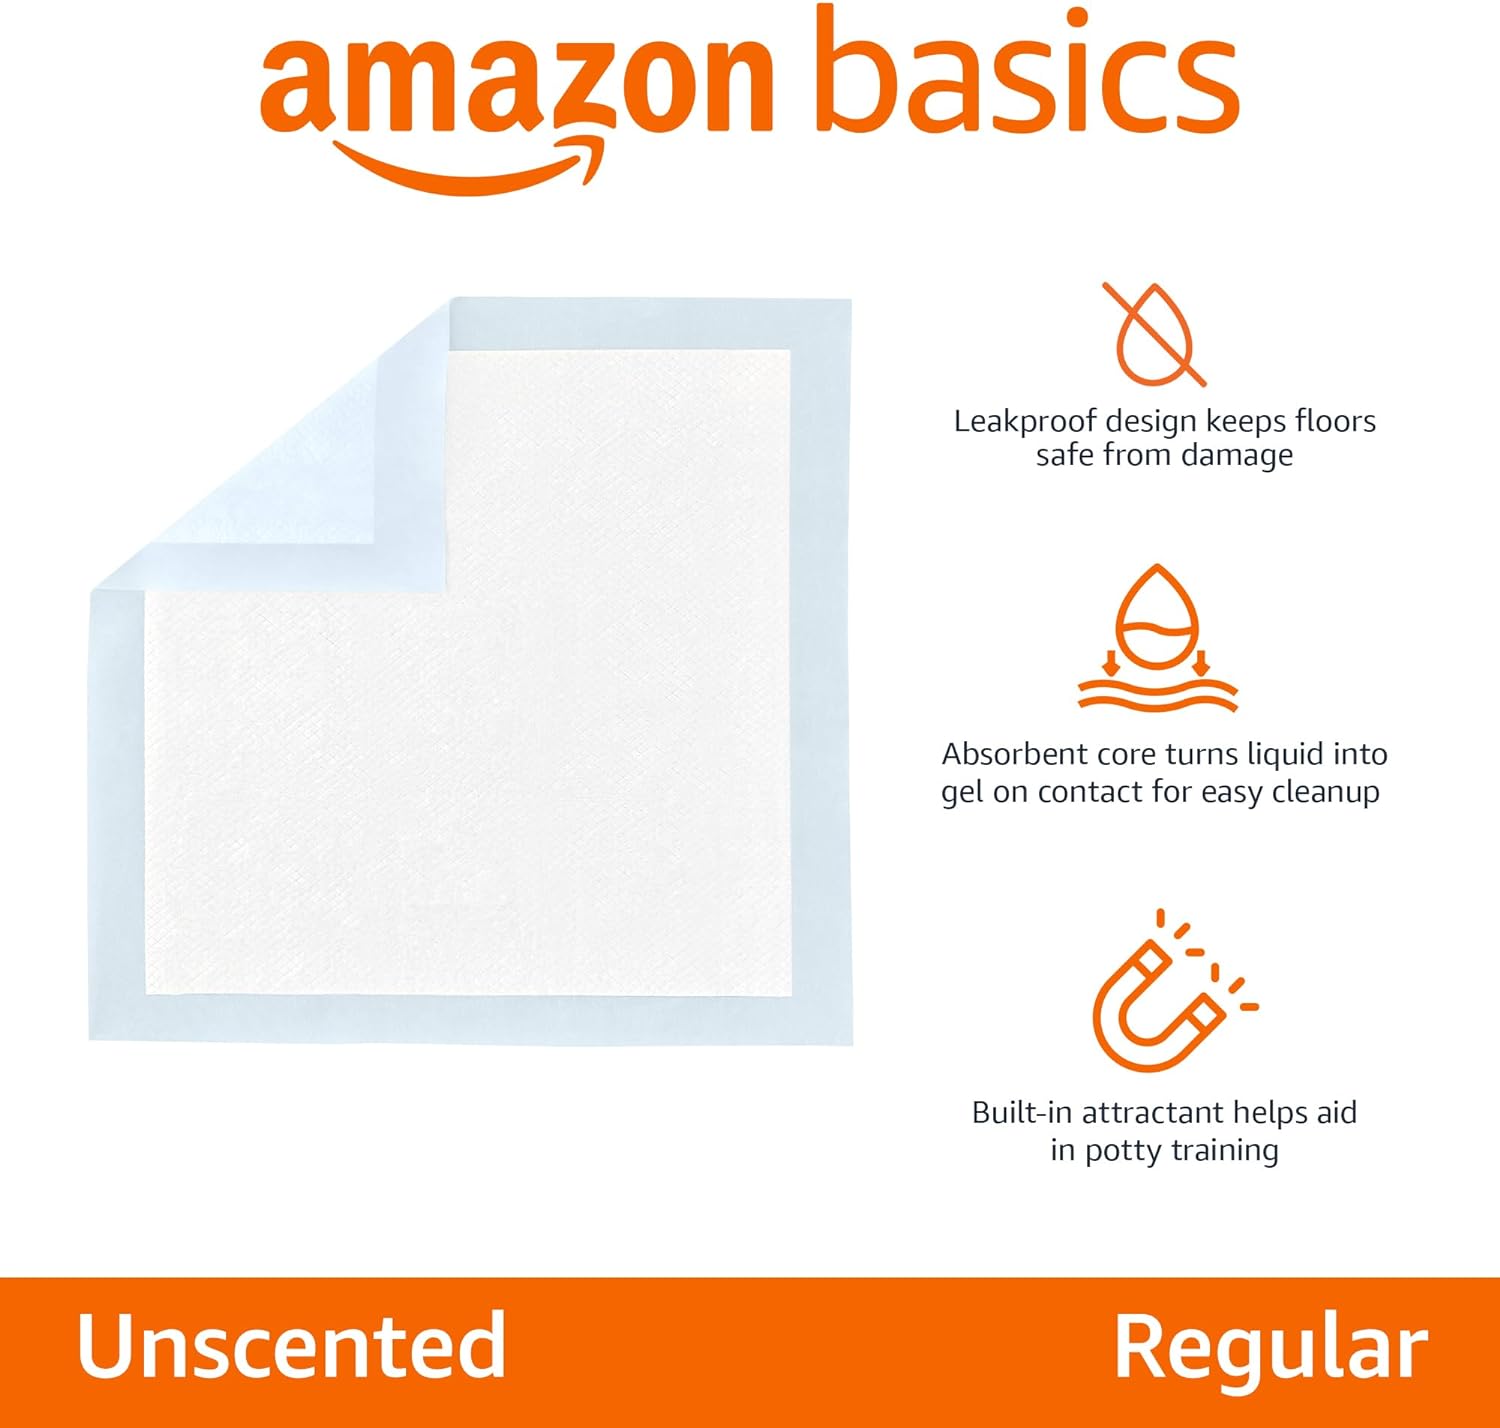 amazon basics
Leakproof design keeps floors
safe from damage
Absorbent core turns liquid into
gel on contact for easy cleanup
Built-in attractant helps aid
in potty training
Unscented
Regular